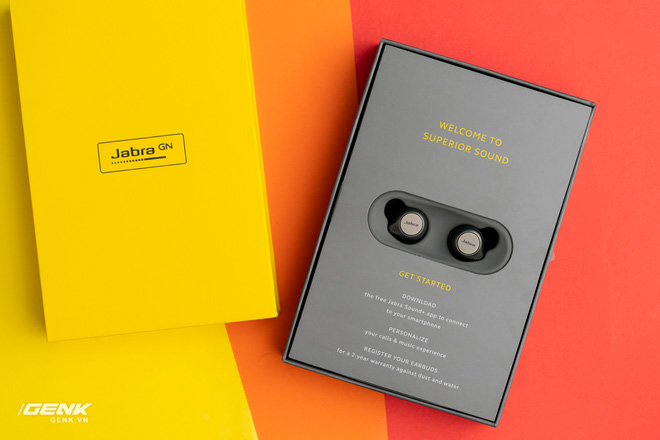 Jabra GN
WELCOME TO
SUPERIOR SOUND
Jabra
Jabra
GET STARTED
DOWNLOAD
the free Jabra Sound+ app to connect
to your smartphone
PERSONALIZE
your calls & music experience
REGISTER YOUR EARBUDS
for a 2-year warranty against dust and water
GENK
GENK.VN